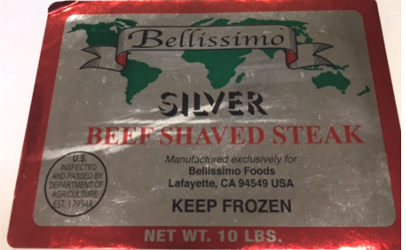 Bellissimo
SILVER
BEEF SHAVED STEAK
Manufactured exclusively for
Bellissimo Foods
Lafayette, CA 94549 USA
KEEP FROZEN
U.S.
INSPECTED
AND PASSED BY
DEPARTMENT OF
AGRICULTURE
EST. 17994A
NET WT. 10 LBS.